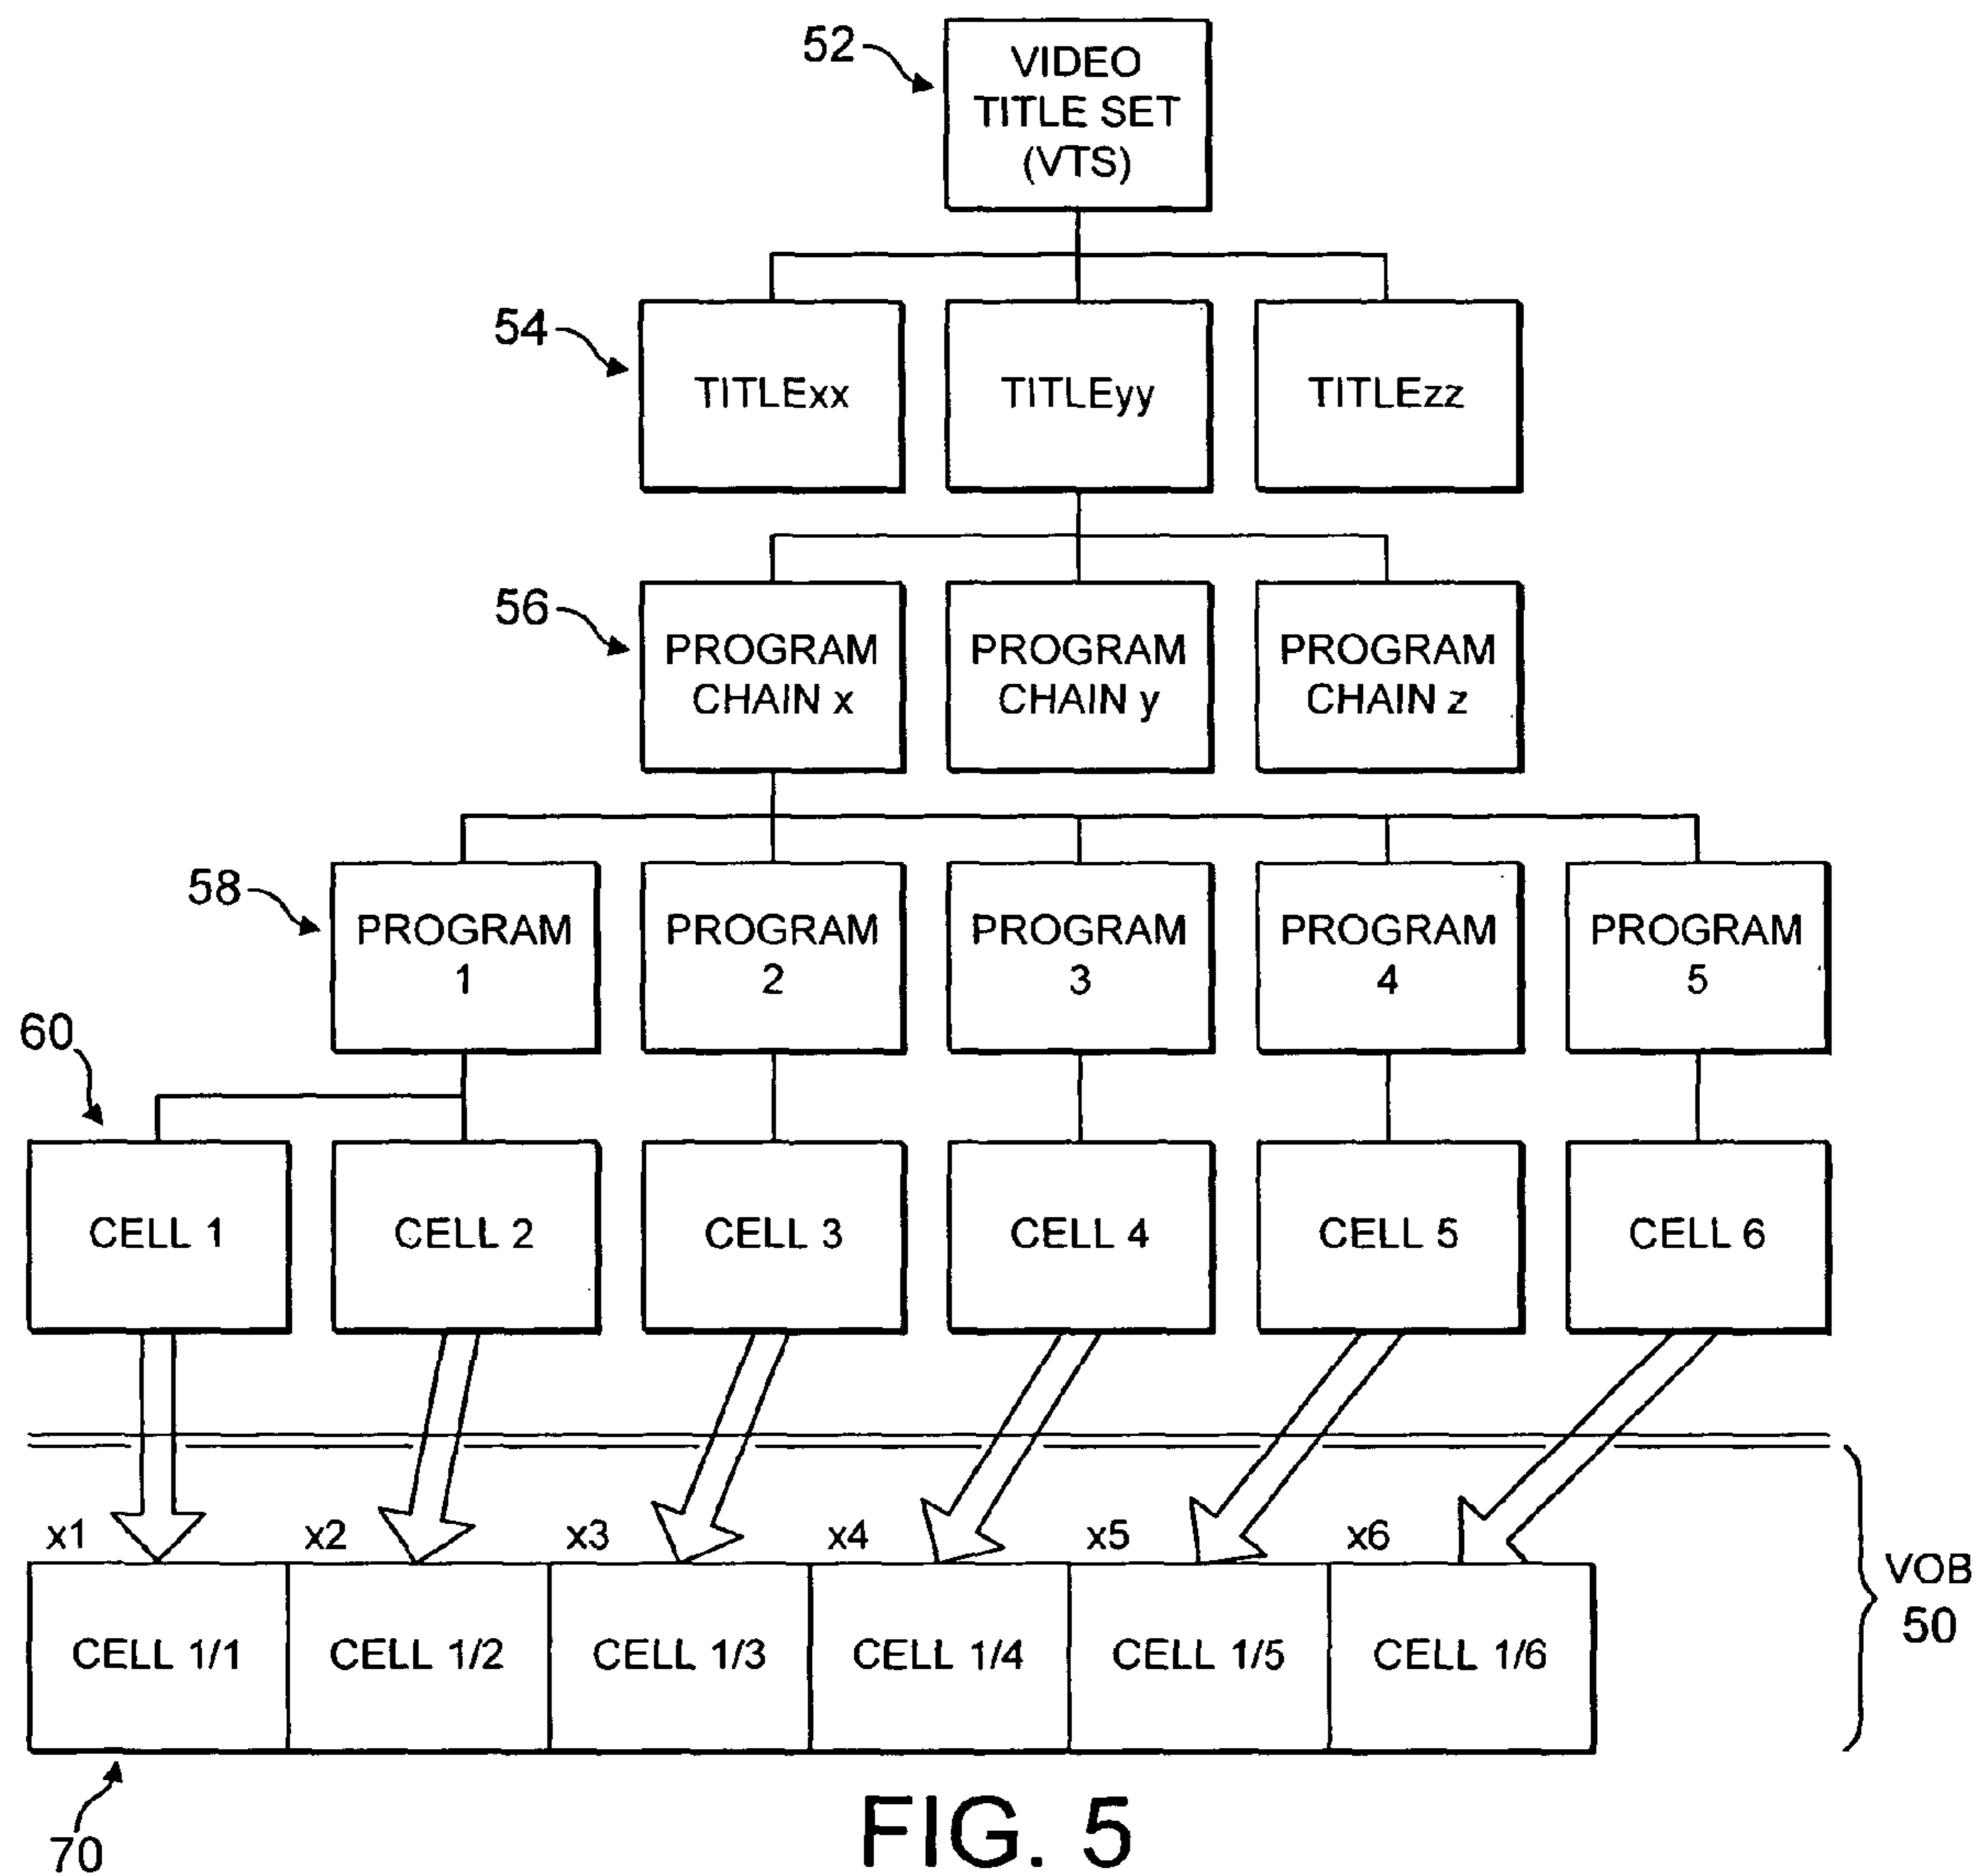 52
VIDEO
TITLE SET
(VTS)
54
TITLExx
TITLEyy
TITLEzz
56
PROGRAM
CHAIN x
PROGRAM
CHAIN y
PROGRAM
CHAIN z
58
PROGRAM
1
PROGRAM
2
PROGRAM
3
PROGRAM
4
PROGRAM
5
60
CELL 1
CELL 2
CELL 3
CELL 4
CELL 5
CELL 6
x1
x2
x3
x4
x5
x6
CELL 1/1
CELL 1/2
CELL 1/3
CELL 1/4
CELL 1/5
CELL 1/6
VOB
50
70
FIG. 5